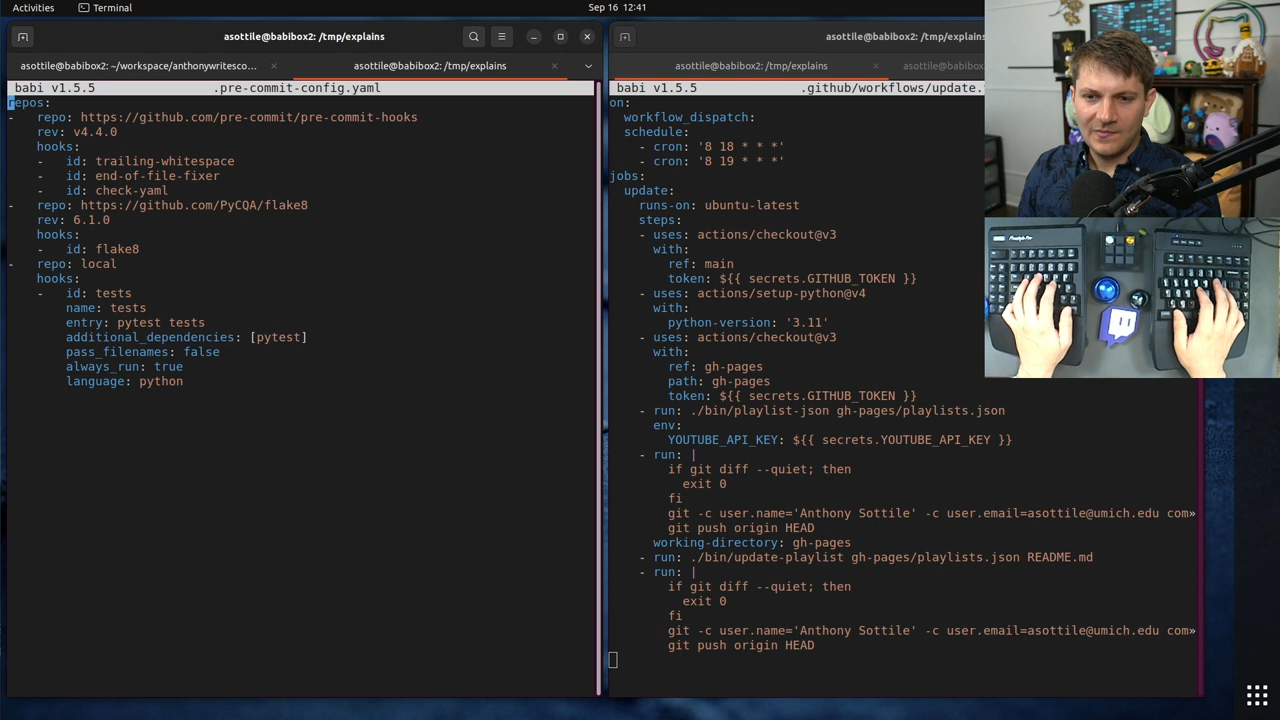 Activities
Terminal
Sep 16 12:41
asottile@babibox2: /tmp/explains
asottile@babibox2: ~/workspace/anthonywritesco…
asottile@babibox2: /tmp/explains
babi v1.5.5 .pre-commit-config.yaml
repos:
-   repo: https://github.com/pre-commit/pre-commit-hooks
    rev: v4.4.0
    hooks:
    -   id: trailing-whitespace
    -   id: end-of-file-fixer
    -   id: check-yaml
-   repo: https://github.com/PyCQA/flake8
    rev: 6.1.0
    hooks:
    -   id: flake8
-   repo: local
    hooks:
    -   id: tests
        name: tests
        entry: pytest tests
        additional_dependencies: [pytest]
        pass_filenames: false
        always_run: true
        language: python
asottile@babibox2: /tmp/explains
asottile@babibox2: /tmp/explains
asottile@babibox2:
babi v1.5.5 .github/workflows/update.
on:
  workflow_dispatch:
  schedule:
    - cron: '8 18 * * *'
    - cron: '8 19 * * *'
jobs:
  update:
    runs-on: ubuntu-latest
    steps:
    - uses: actions/checkout@v3
      with:
        ref: main
        token: ${{ secrets.GITHUB_TOKEN }}
    - uses: actions/setup-python@v4
      with:
        python-version: '3.11'
    - uses: actions/checkout@v3
      with:
        ref: gh-pages
        path: gh-pages
        token: ${{ secrets.GITHUB_TOKEN }}
    - run: ./bin/playlist-json gh-pages/playlists.json
      env:
        YOUTUBE_API_KEY: ${{ secrets.YOUTUBE_API_KEY }}
    - run: |
        if git diff --quiet; then
          exit 0
        fi
        git -c user.name='Anthony Sottile' -c user.email=asottile@umich.edu com»
        git push origin HEAD
      working-directory: gh-pages
    - run: ./bin/update-playlist gh-pages/playlists.json README.md
    - run: |
        if git diff --quiet; then
          exit 0
        fi
        git -c user.name='Anthony Sottile' -c user.email=asottile@umich.edu com»
        git push origin HEAD